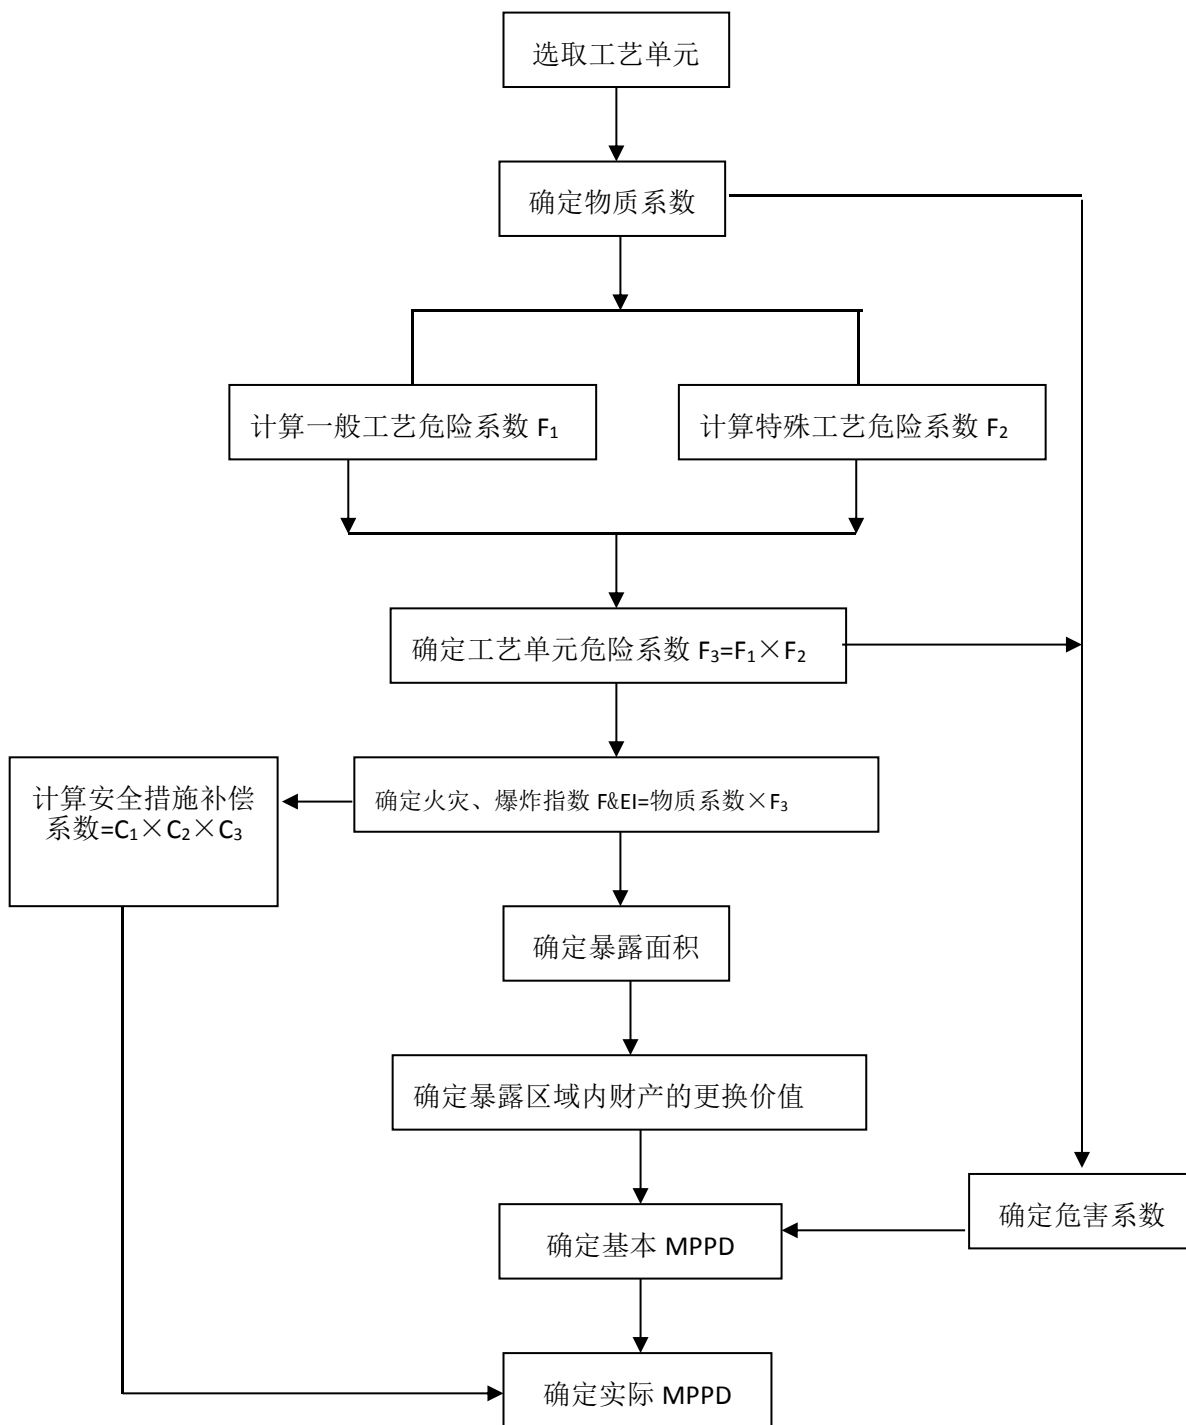 选取工艺单元
确定物质系数
计算一般工艺危险系数 F₁
计算特殊工艺危险系数 F₂
确定工艺单元危险系数 F₃=F₁×F₂
计算安全措施补偿
系数=C₁×C₂×C₃
确定火灾、爆炸指数 F&EI=物质系数×F₃
确定暴露面积
确定暴露区域内财产的更换价值
确定危害系数
确定基本 MPPD
确定实际 MPPD